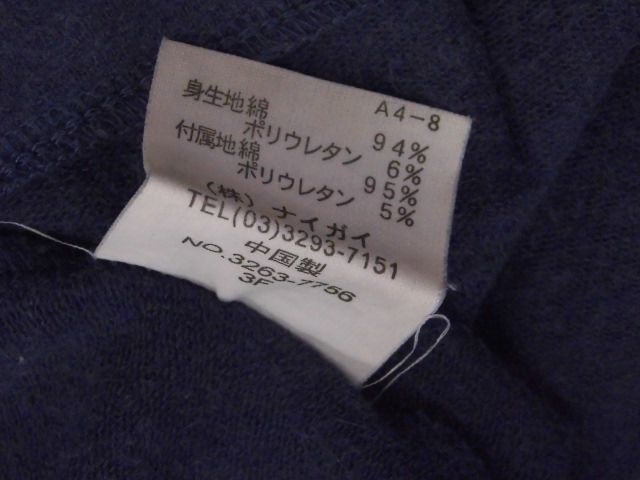 A4-8
身生地綿 94%
ポリウレタン 6%
付属地綿 95%
ポリウレタン 5%
(株)ナイガイ
TEL(03)3293-7151
中国製
NO.3263-7756
3F